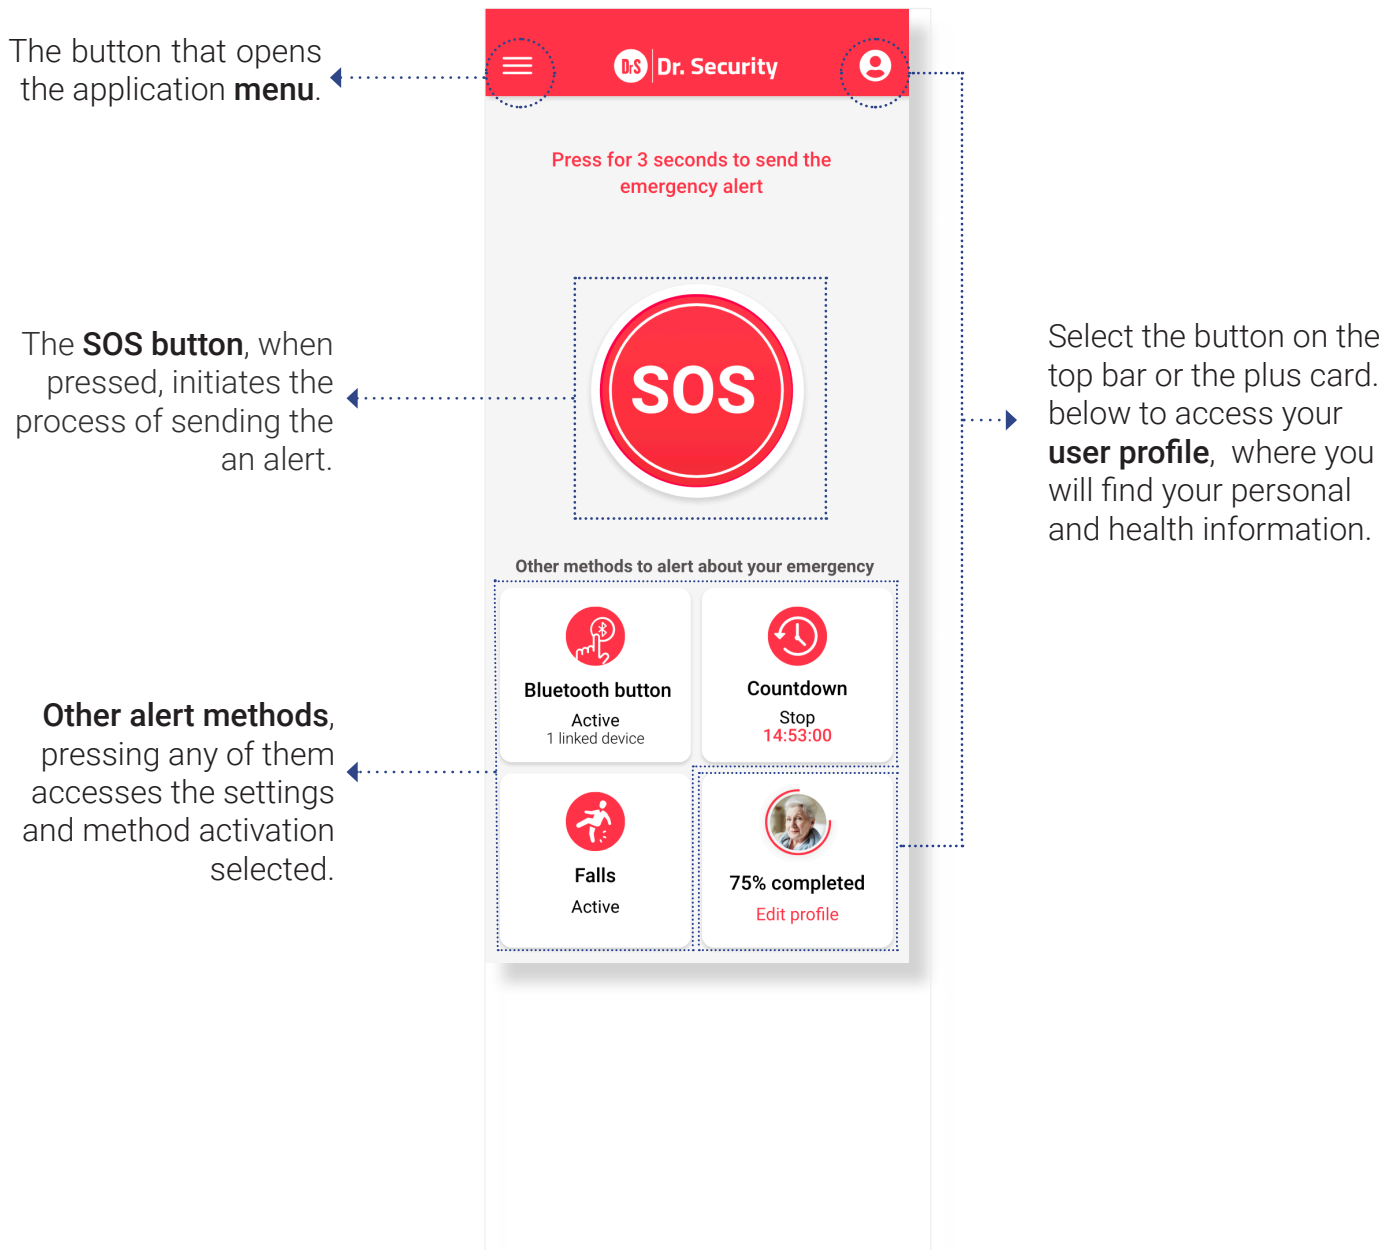 The button that opens
the application menu.
DrS Dr. Security
Press for 3 seconds to send the
emergency alert
The SOS button, when
pressed, initiates the
process of sending the
an alert.
SOS
Select the button on the
top bar or the plus card.
below to access your
user profile, where you
will find your personal
and health information.
Other methods to alert about your emergency
Bluetooth button
Active
1 linked device
Countdown
Stop
14:53:00
Other alert methods,
pressing any of them
accesses the settings
and method activation
selected.
Falls
Active
75% completed
Edit profile